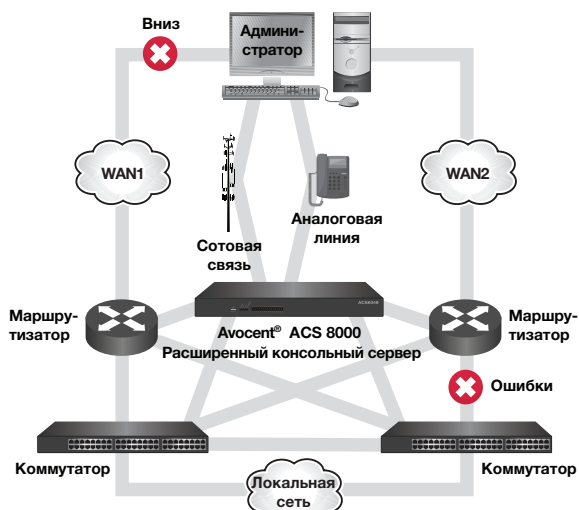 Вниз
Админи-
стратор
WAN1
WAN2
Сотовая
связь
Аналоговая
линия
Маршру-
тизатор
Avocent® ACS 8000
Расширенный консольный сервер
Маршру-
тизатор
Ошибки
Коммутатор
Коммутатор
Локальная
сеть